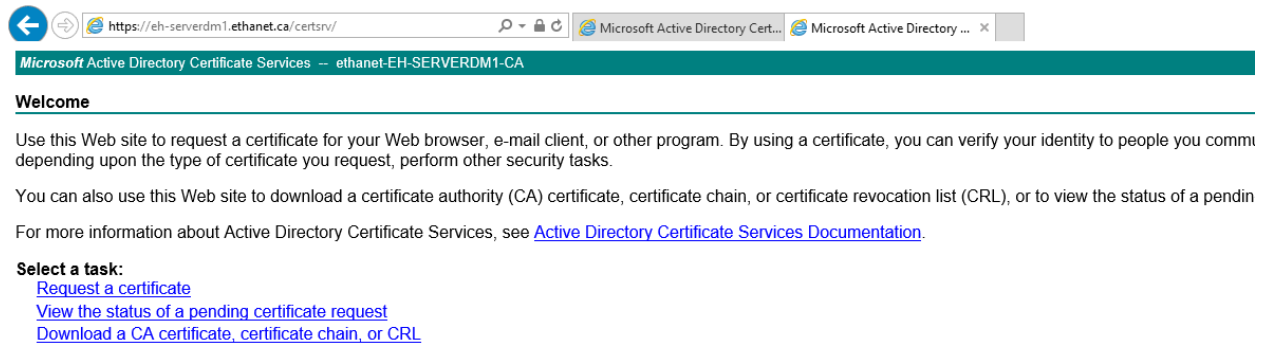 https://eh-serverdm1.ethanet.ca/certsrv/
Microsoft Active Directory Cert...
Microsoft Active Directory ...
Microsoft Active Directory Certificate Services -- ethanet-EH-SERVERDM1-CA
Welcome
Use this Web site to request a certificate for your Web browser, e-mail client, or other program. By using a certificate, you can verify your identity to people you commu
depending upon the type of certificate you request, perform other security tasks.
You can also use this Web site to download a certificate authority (CA) certificate, certificate chain, or certificate revocation list (CRL), or to view the status of a pendin
For more information about Active Directory Certificate Services, see Active Directory Certificate Services Documentation.
Select a task:
Request a certificate
View the status of a pending certificate request
Download a CA certificate, certificate chain, or CRL